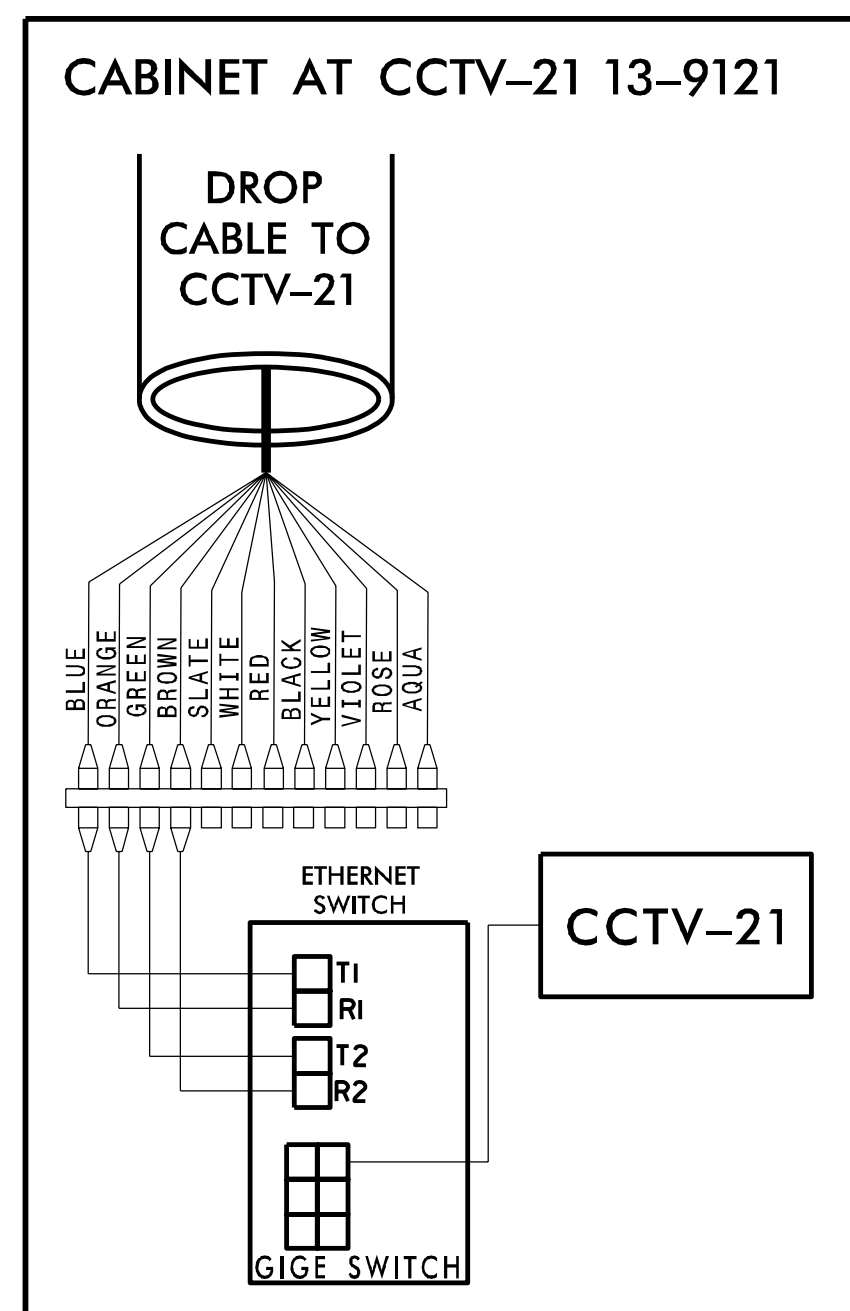 CABINET AT CCTV–21 13–9121
DROP
CABLE TO
CCTV–21
BLUE
ORANGE
GREEN
BROWN
SLATE
WHITE
RED
BLACK
YELLOW
VIOLET
ROSE
AQUA
ETHERNET
SWITCH
T1
R1
T2
R2
CCTV–21
GIGE SWITCH